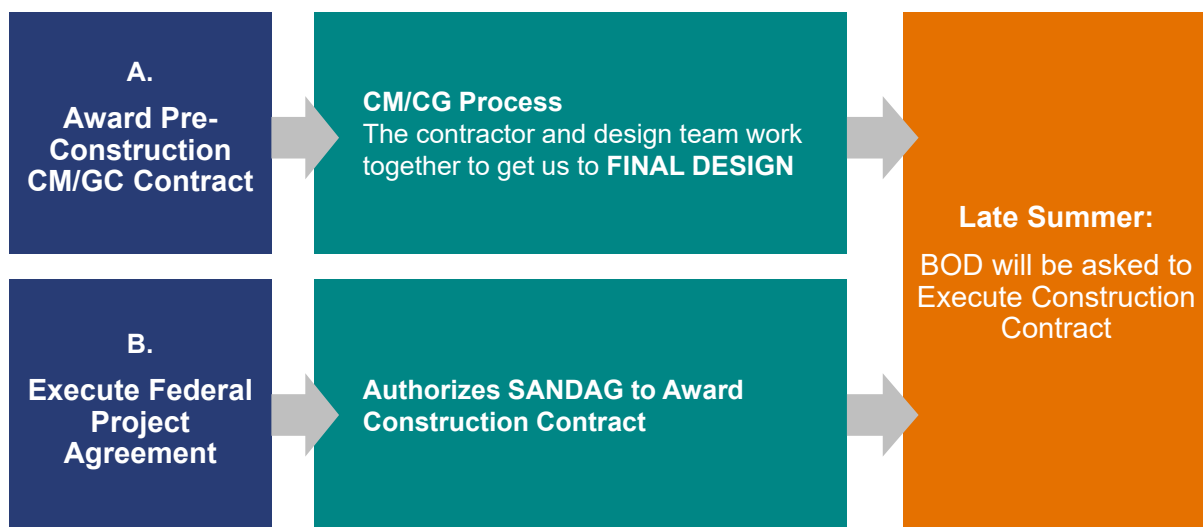 A.
Award Pre-
Construction
CM/GC Contract
CM/CG Process
The contractor and design team work
together to get us to FINAL DESIGN
B.
Execute Federal
Project
Agreement
Authorizes SANDAG to Award
Construction Contract
Late Summer:
BOD will be asked to
Execute Construction
Contract